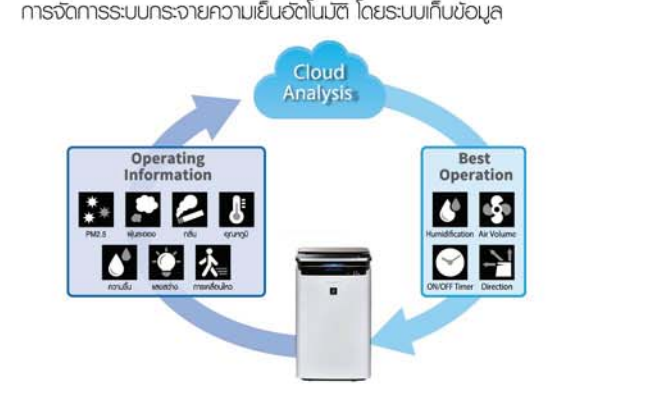 การจัดการระบบกระจายความเย็นอัตโนมัติ โดยระบบเก็บข้อมูล
Cloud
Analysis
Operating
Information
PM2.5 ฝุ่นละออง กลิ่น อุณหภูมิ
ความชื้น แสงสว่าง การเคลื่อนไหว
Best
Operation
Humidification Air Volume
ON/OFF Timer Direction